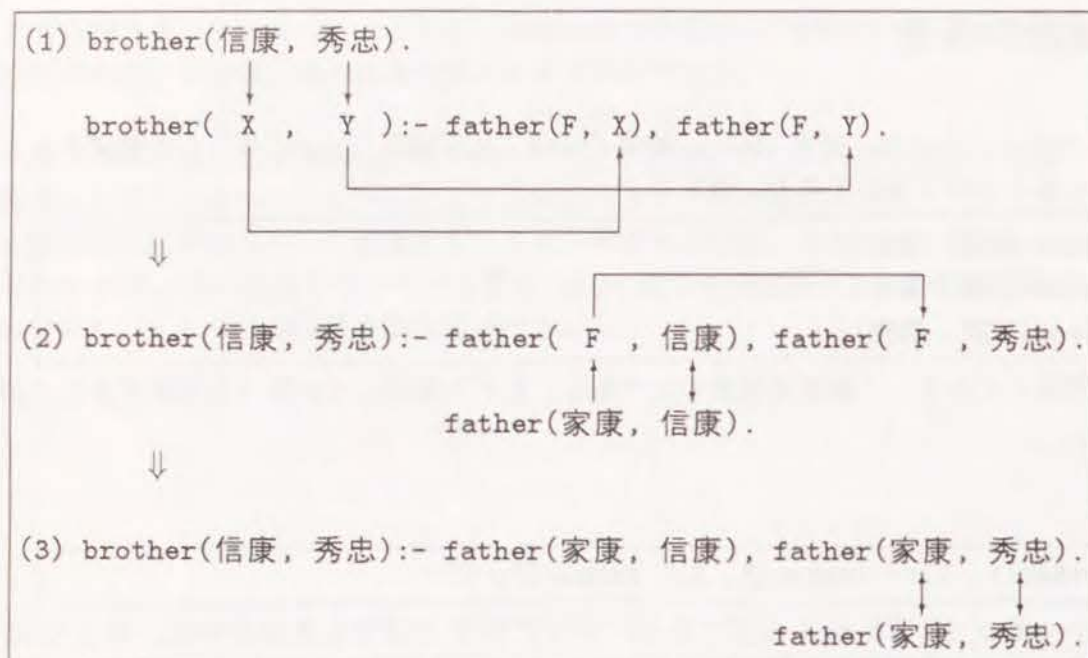 (1) brother(信康, 秀忠).
brother( X , Y ):- father(F, X), father(F, Y).
⇓
(2) brother(信康, 秀忠):- father( F , 信康), father( F , 秀忠).
father(家康, 信康).
⇓
(3) brother(信康, 秀忠):- father(家康, 信康), father(家康, 秀忠).
father(家康, 秀忠).